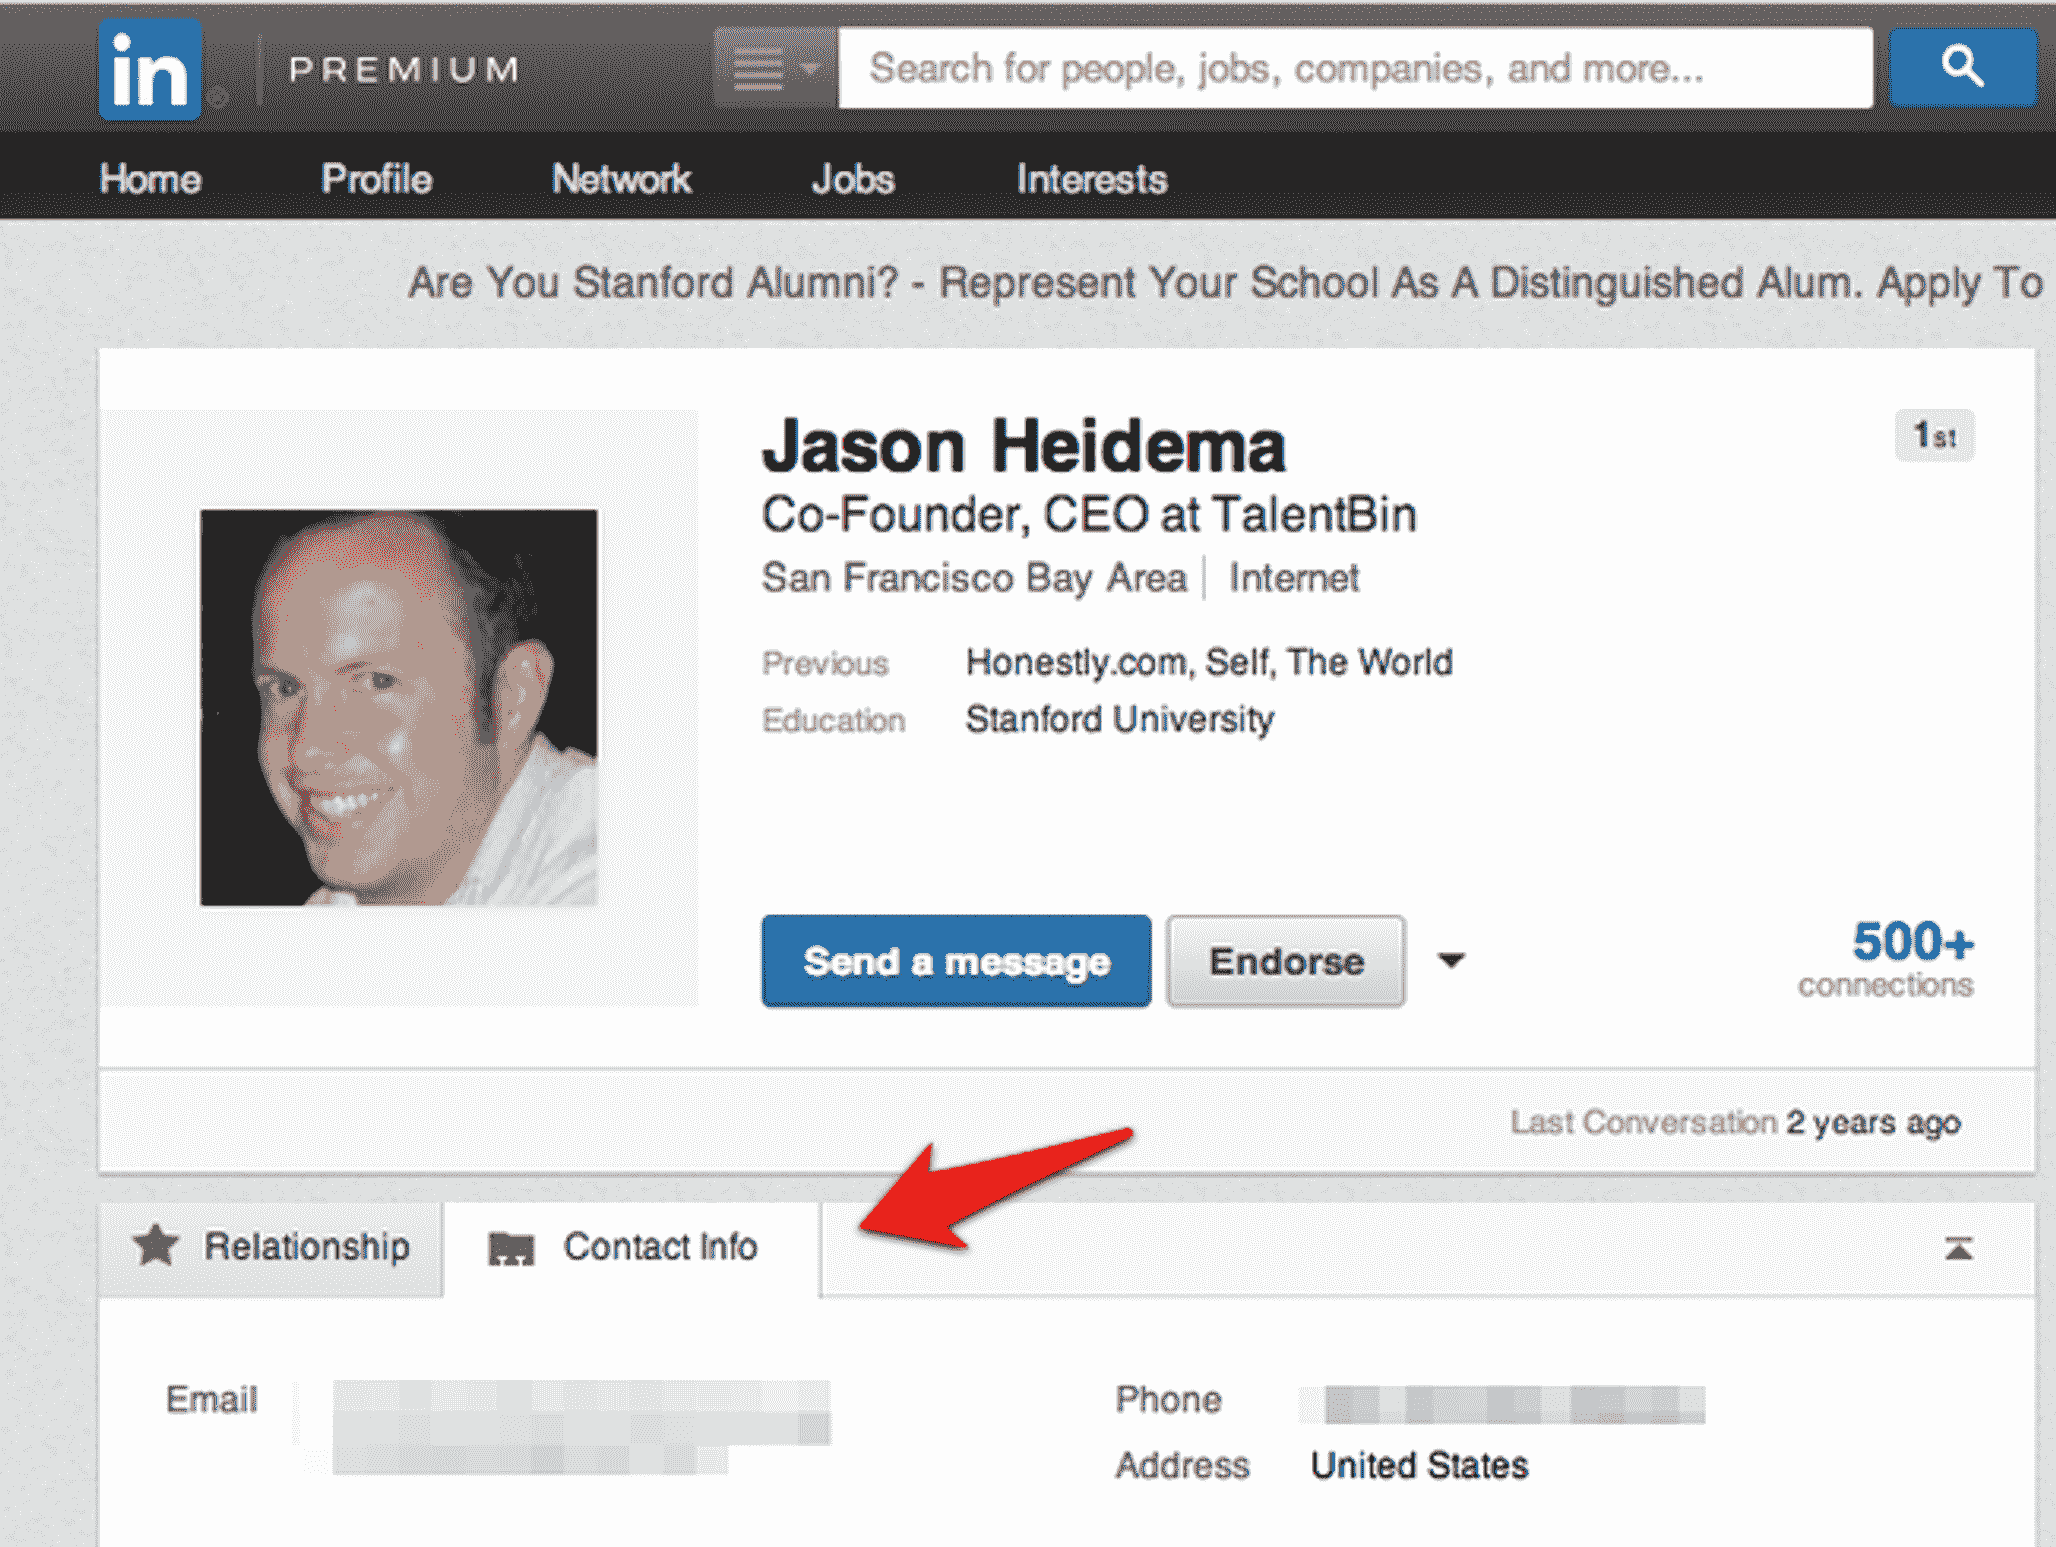 in PREMIUM Search for people, jobs, companies, and more...
Home Profile Network Jobs Interests
Are You Stanford Alumni? - Represent Your School As A Distinguished Alum. Apply To
Jason Heidema 1st
Co-Founder, CEO at TalentBin
San Francisco Bay Area Internet
Previous Honestly.com, Self, The World
Education Stanford University
Send a message Endorse 500+
connections
Last Conversation 2 years ago
Relationship Contact Info
Email Phone
Address United States